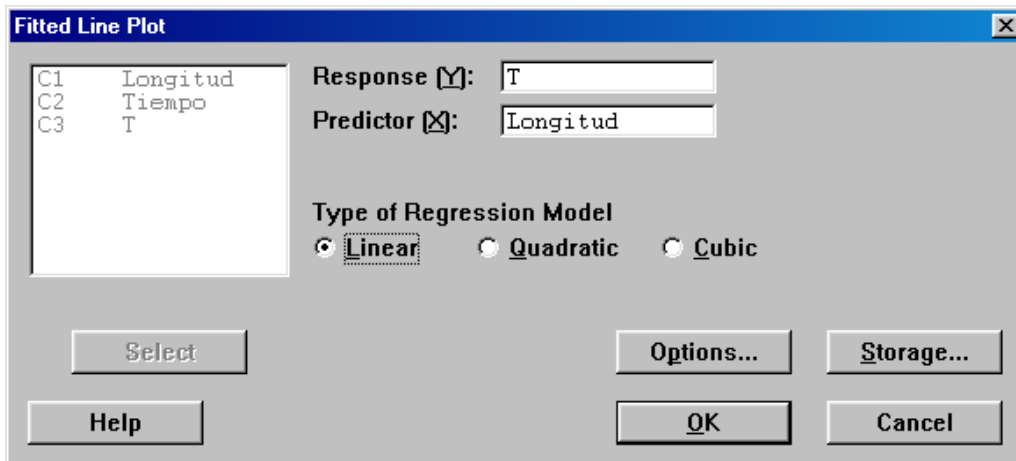 Fitted Line Plot
C1 Longitud
C2 Tiempo
C3 T
Response (Y): T
Predictor (X): Longitud
Type of Regression Model
Linear Quadratic Cubic
Select
Options... Storage...
Help
OK Cancel